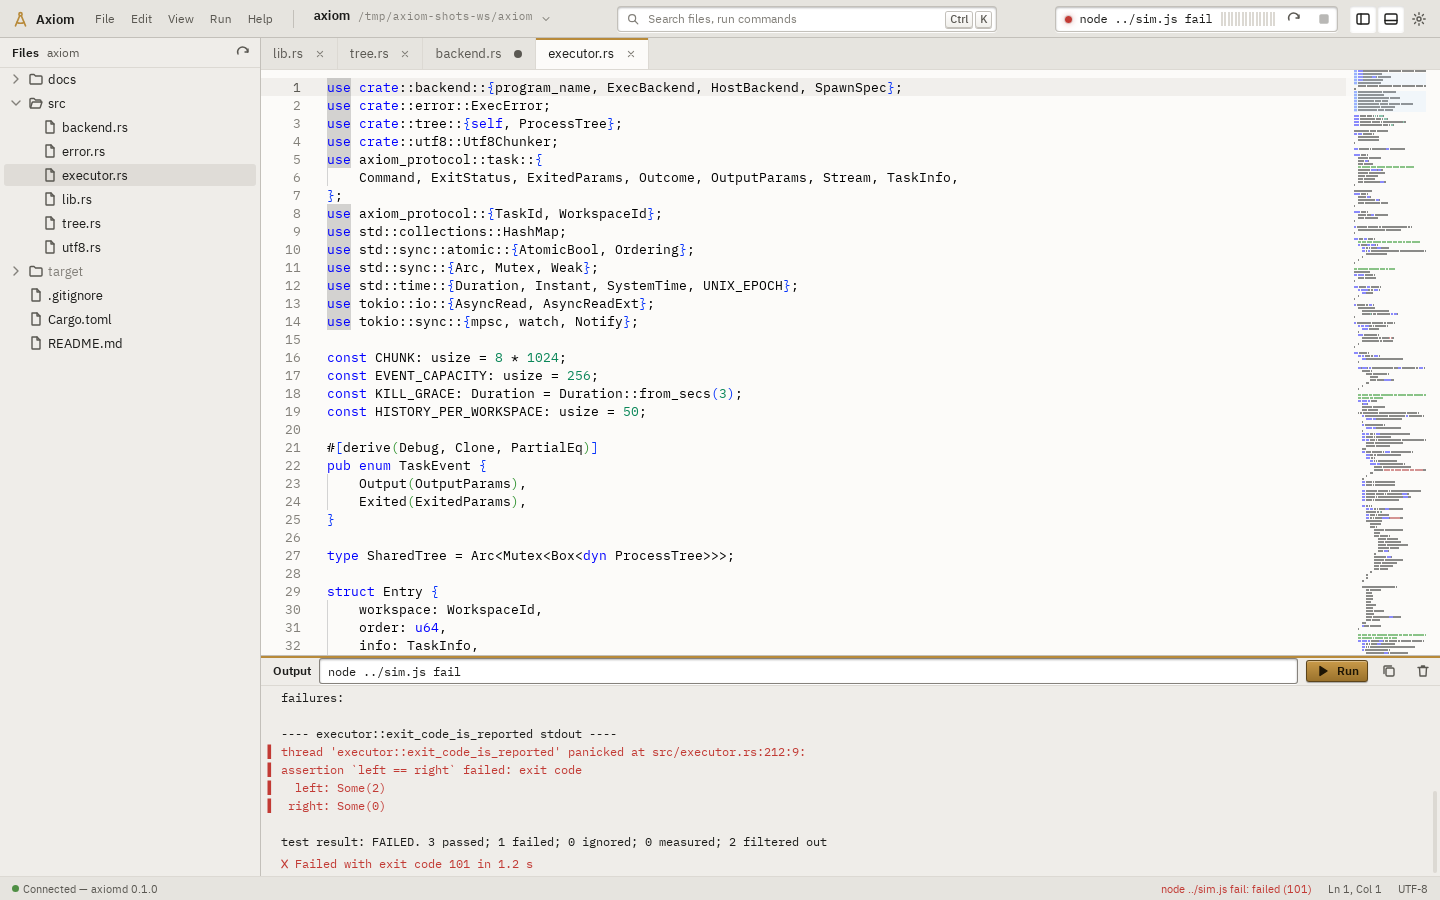 Axiom File Edit View Run Help axiom /tmp/axiom-shots-ws/axiom Search files, run commands Ctrl K node ../sim.js fail
Files axiom
docs
src
backend.rs
error.rs
executor.rs
lib.rs
tree.rs
utf8.rs
target
.gitignore
Cargo.toml
README.md
lib.rs tree.rs backend.rs executor.rs
1 use crate::backend::{program_name, ExecBackend, HostBackend, SpawnSpec};
2 use crate::error::ExecError;
3 use crate::tree::{self, ProcessTree};
4 use crate::utf8::Utf8Chunker;
5 use axiom_protocol::task::{
6 Command, ExitStatus, ExitedParams, Outcome, OutputParams, Stream, TaskInfo,
7 };
8 use axiom_protocol::{TaskId, WorkspaceId};
9 use std::collections::HashMap;
10 use std::sync::atomic::{AtomicBool, Ordering};
11 use std::sync::{Arc, Mutex, Weak};
12 use std::time::{Duration, Instant, SystemTime, UNIX_EPOCH};
13 use tokio::io::{AsyncRead, AsyncReadExt};
14 use tokio::sync::{mpsc, watch, Notify};
15
16 const CHUNK: usize = 8 * 1024;
17 const EVENT_CAPACITY: usize = 256;
18 const KILL_GRACE: Duration = Duration::from_secs(3);
19 const HISTORY_PER_WORKSPACE: usize = 50;
20
21 #[derive(Debug, Clone, PartialEq)]
22 pub enum TaskEvent {
23 Output(OutputParams),
24 Exited(ExitedParams),
25 }
26
27 type SharedTree = Arc<Mutex<Box<dyn ProcessTree>>>;
28
29 struct Entry {
30 workspace: WorkspaceId,
31 order: u64,
32 info: TaskInfo,
Output node ../sim.js fail Run
failures:
---- executor::exit_code_is_reported stdout ----
thread 'executor::exit_code_is_reported' panicked at src/executor.rs:212:9:
assertion `left == right` failed: exit code
left: Some(2)
right: Some(0)
test result: FAILED. 3 passed; 1 failed; 0 ignored; 0 measured; 2 filtered out
X Failed with exit code 101 in 1.2 s
Connected — axiomd 0.1.0 node ../sim.js fail: failed (101) Ln 1, Col 1 UTF-8